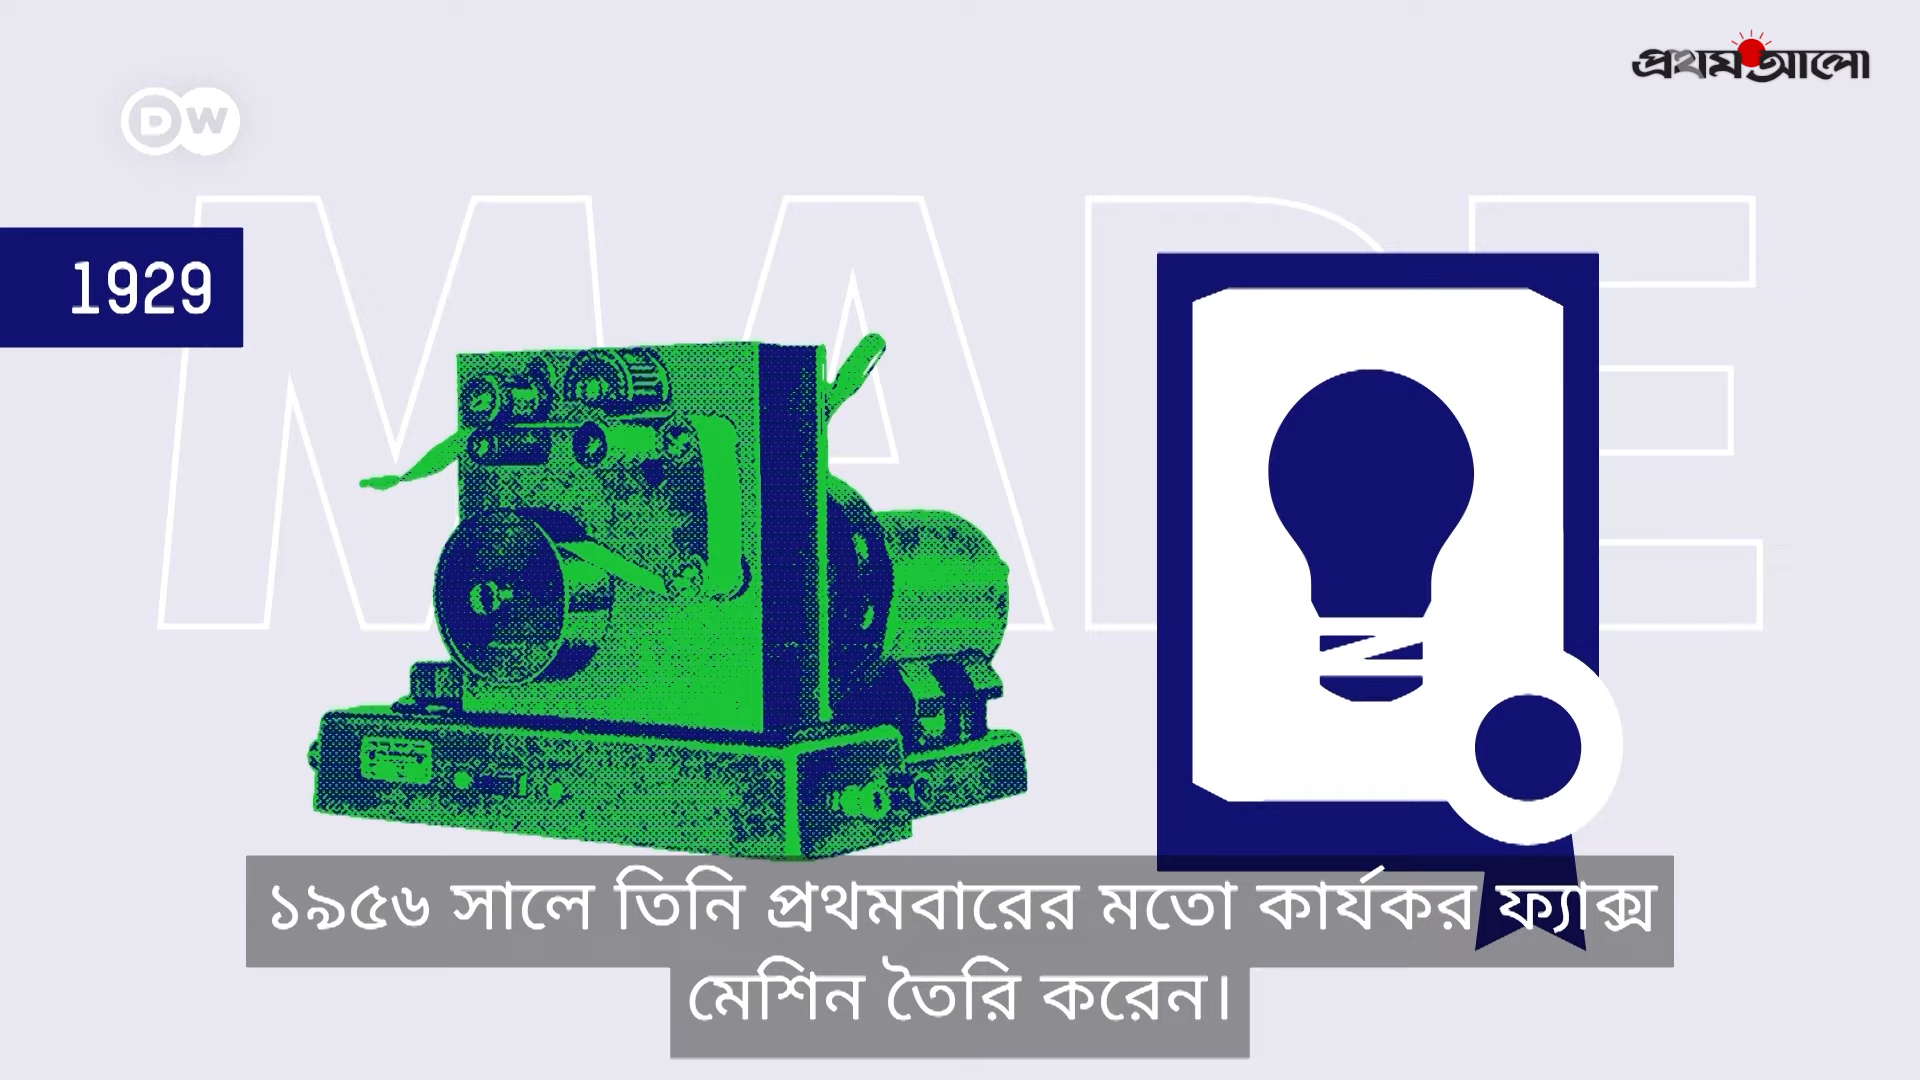 প্রথম আলো
DW
MADE
1929
১৯৫৬ সালে তিনি প্রথমবারের মতো কার্যকর ফ্যাক্স
মেশিন তৈরি করেন।